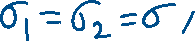 σ₁ = σ₂ = σ,